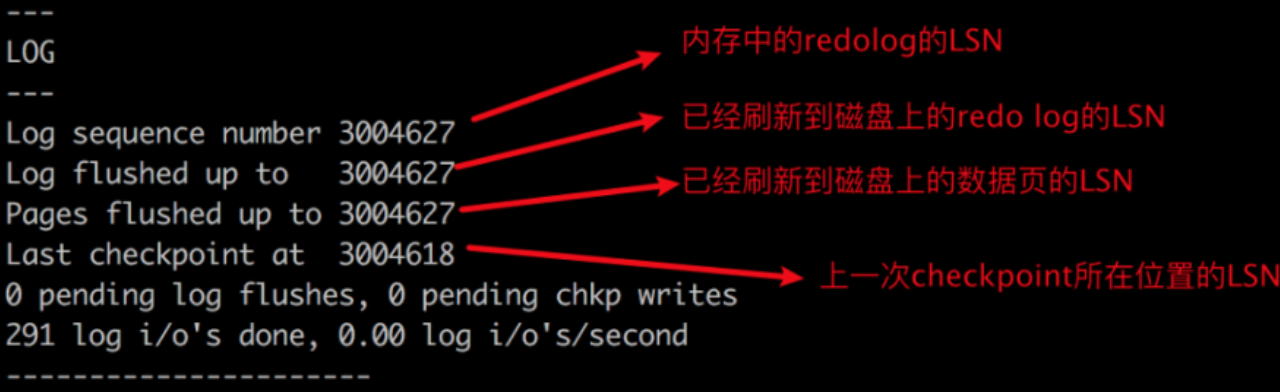 ---
LOG
---
Log sequence number 3004627
内存中的redolog的LSN
Log flushed up to   3004627
已经刷新到磁盘上的redo log的LSN
Pages flushed up to 3004627
已经刷新到磁盘上的数据页的LSN
Last checkpoint at  3004618
上一次checkpoint所在位置的LSN
0 pending log flushes, 0 pending chkp writes
291 log i/o's done, 0.00 log i/o's/second
----------------------